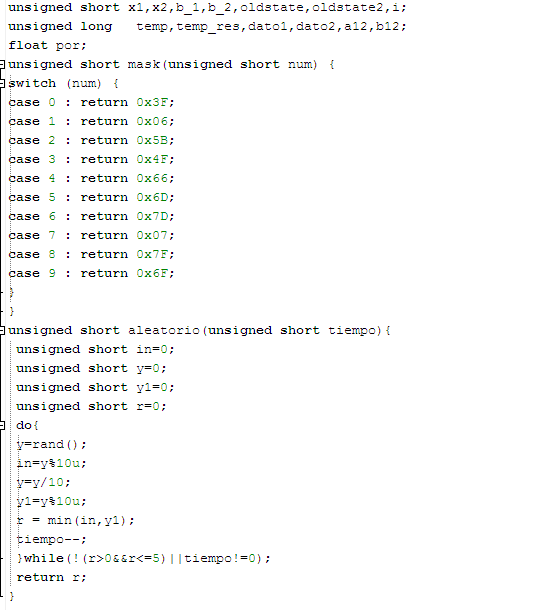 unsigned short x1,x2,b_1,b_2,oldstate,oldstate2,i;
unsigned long   temp,temp_res,dato1,dato2,a12,b12;
float por;
unsigned short mask(unsigned short num) {
switch (num) {
case 0 : return 0x3F;
case 1 : return 0x06;
case 2 : return 0x5B;
case 3 : return 0x4F;
case 4 : return 0x66;
case 5 : return 0x6D;
case 6 : return 0x7D;
case 7 : return 0x07;
case 8 : return 0x7F;
case 9 : return 0x6F;
}
}
unsigned short aleatorio(unsigned short tiempo){
 unsigned short in=0;
 unsigned short y=0;
 unsigned short y1=0;
 unsigned short r=0;
 do{
 y=rand();
 in=y%10u;
 y=y/10;
 y1=y%10u;
 r = min(in,y1);
 tiempo--;
 }while(!(r>0&&r<=5)||tiempo!=0);
 return r;
}